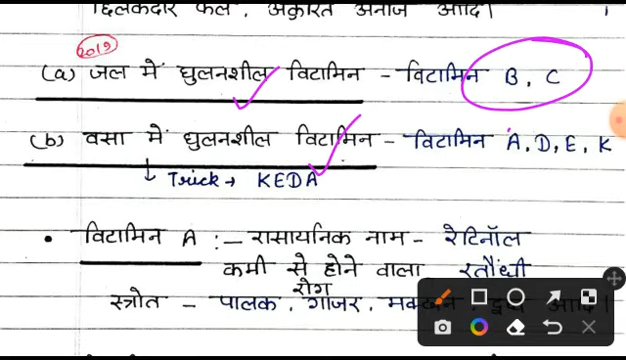 छिलकेदार फल, अंकुरित अनाज आदि।
2019
(a) जल में घुलनशील विटामिन - विटामिन B, C
(b) वसा में घुलनशील विटामिन - विटामिन A, D, E, K
↓ Trick → KEDA
• विटामिन A :- रासायनिक नाम - रेटिनॉल
कमी से होने वाला रोग रतौंधी
स्त्रोत - पालक, गाजर, मक्खन, दूध आदि।